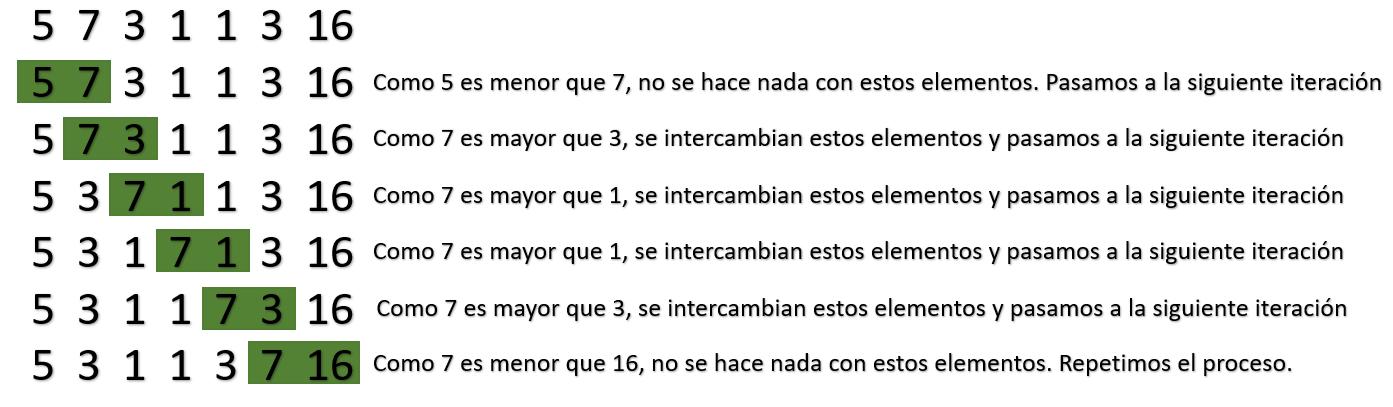 5 7 3 1 1 3 16
5 7 3 1 1 3 16 Como 5 es menor que 7, no se hace nada con estos elementos. Pasamos a la siguiente iteración
5 7 3 1 1 3 16 Como 7 es mayor que 3, se intercambian estos elementos y pasamos a la siguiente iteración
5 3 7 1 1 3 16 Como 7 es mayor que 1, se intercambian estos elementos y pasamos a la siguiente iteración
5 3 1 7 1 3 16 Como 7 es mayor que 1, se intercambian estos elementos y pasamos a la siguiente iteración
5 3 1 1 7 3 16 Como 7 es mayor que 3, se intercambian estos elementos y pasamos a la siguiente iteración
5 3 1 1 3 7 16 Como 7 es menor que 16, no se hace nada con estos elementos. Repetimos el proceso.